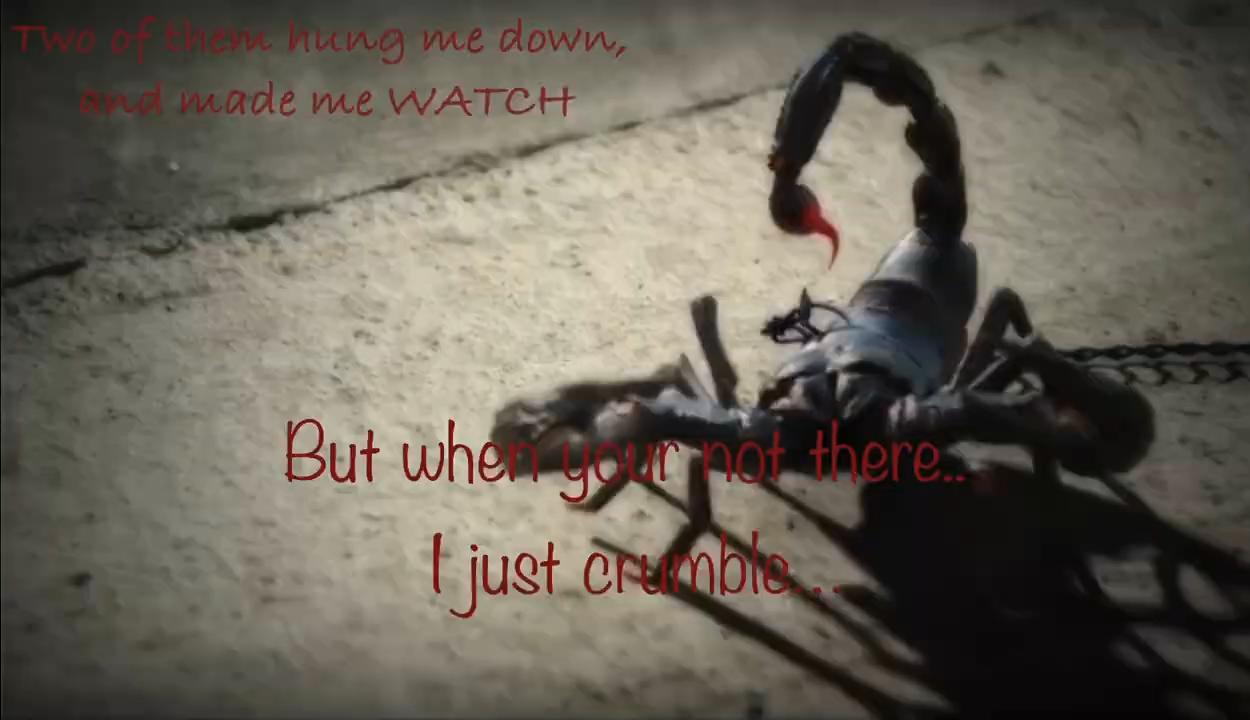 Two of them hung me down,
and made me WATCH
But when your not there..
I just crumble...